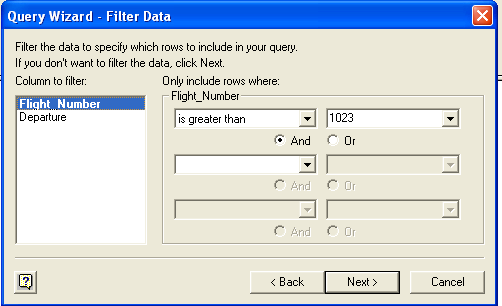 Query Wizard - Filter Data
Filter the data to specify which rows to include in your query.
If you don't want to filter the data, click Next.
Column to filter:
Only include rows where:
Flight_Number
Departure
Flight_Number
is greater than
1023
And
Or
And
Or
And
Or
< Back
Next >
Cancel